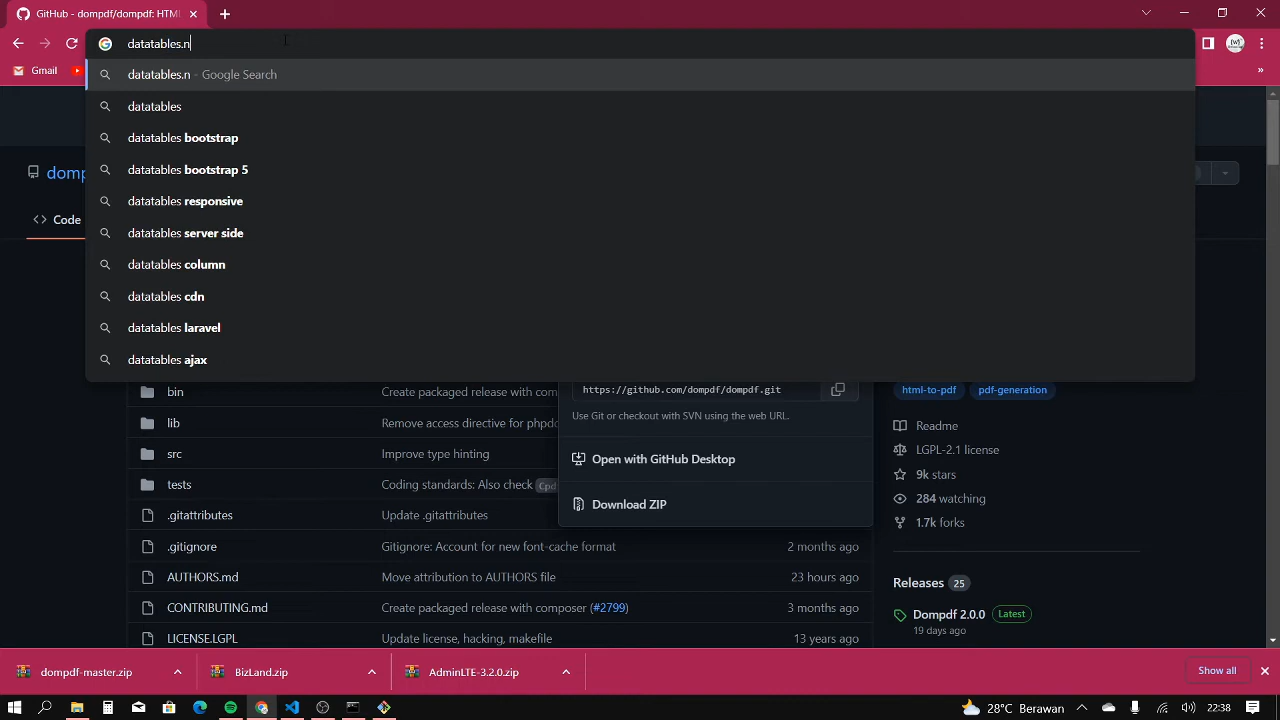 GitHub - dompdf/dompdf: HTML
datatables.n
Gmail
»
datatables.n - Google Search
datatables
datatables bootstrap
datatables bootstrap 5
datatables responsive
datatables server side
datatables column
datatables cdn
datatables laravel
datatables ajax
domp
Code
bin
Create packaged release with comp
https://github.com/dompdf/dompdf.git
html-to-pdf
pdf-generation
Use Git or checkout with SVN using the web URL.
lib
Remove access directive for phpdo
Readme
src
Improve type hinting
Open with GitHub Desktop
LGPL-2.1 license
9k stars
tests
Coding standards: Also check Cpd
284 watching
.gitattributes
Update .gitattributes
Download ZIP
1.7k forks
.gitignore
Gitignore: Account for new font-cache format
2 months ago
AUTHORS.md
Move attribution to AUTHORS file
23 hours ago
Releases 25
CONTRIBUTING.md
Create packaged release with composer (#2799)
3 months ago
Dompdf 2.0.0 Latest
19 days ago
LICENSE.LGPL
Update license, hacking, makefile
13 years ago
dompdf-master.zip
BizLand.zip
AdminLTE-3.2.0.zip
Show all
28°C Berawan
22:38